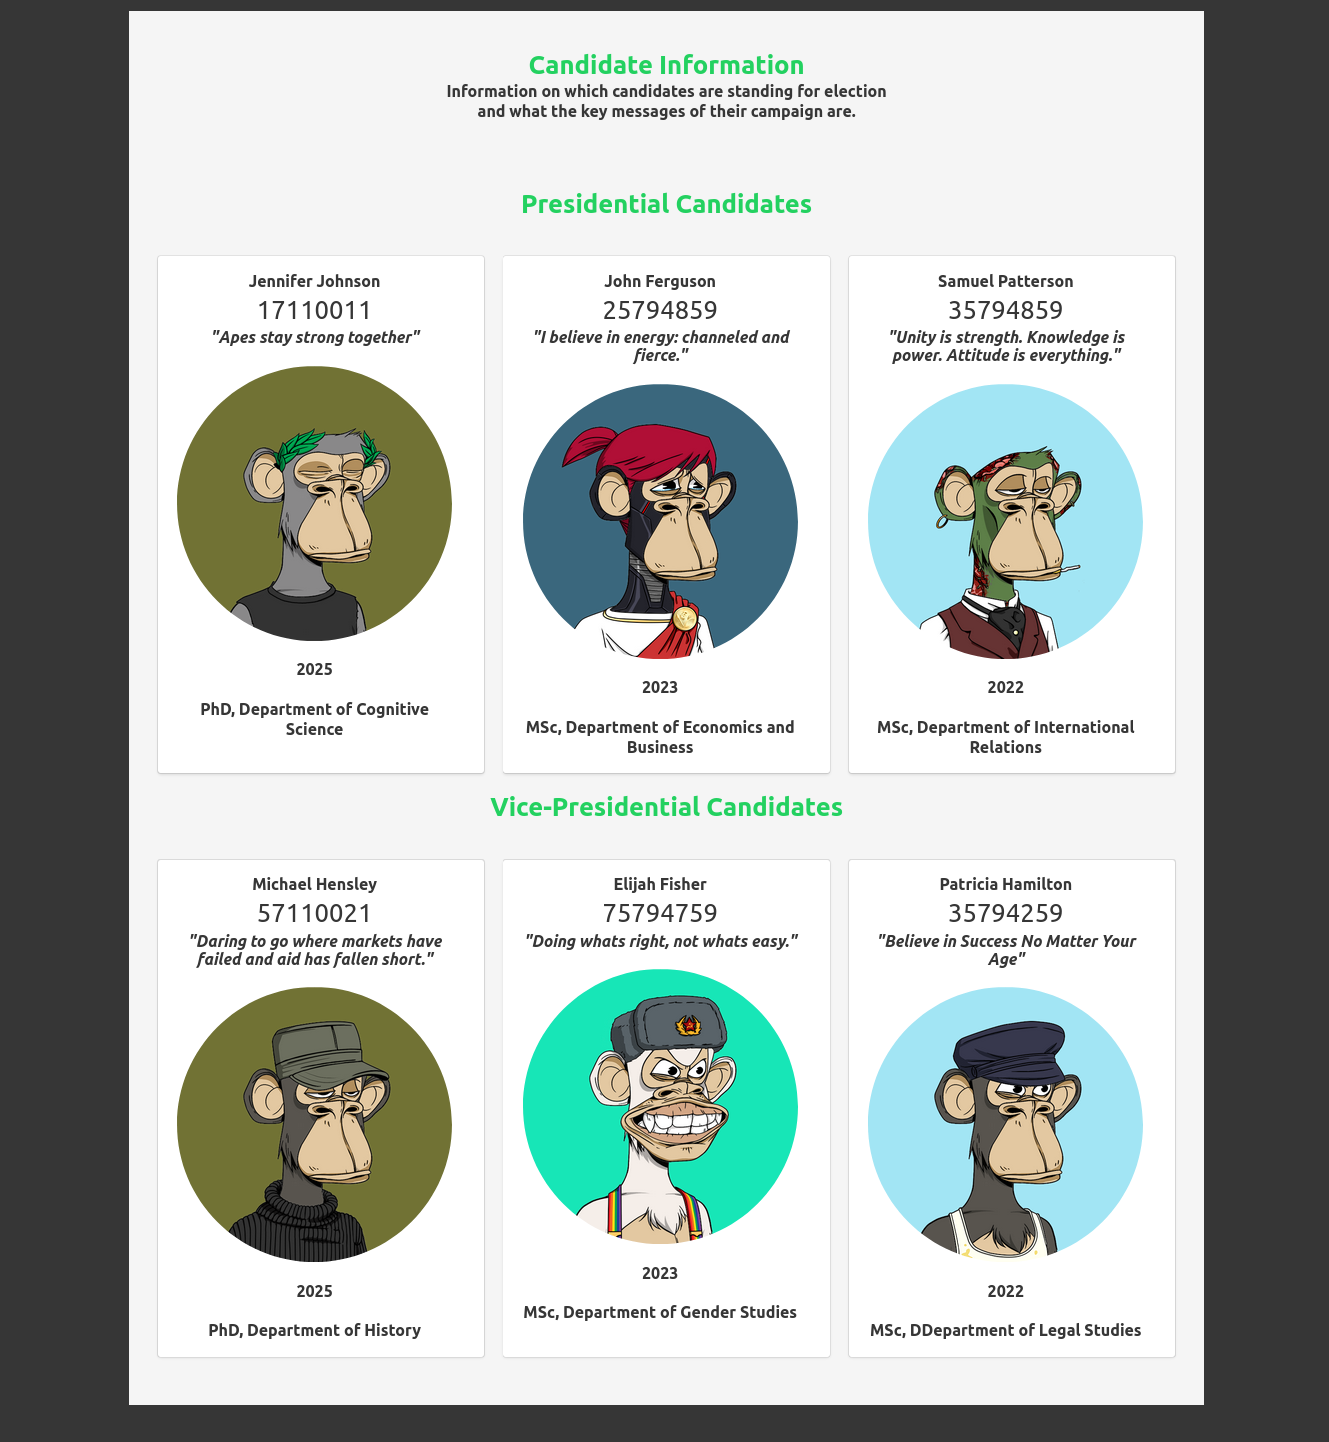 Candidate Information
Information on which candidates are standing for election
and what the key messages of their campaign are.
Presidential Candidates
Jennifer Johnson
17110011
"Apes stay strong together"
2025
PhD, Department of Cognitive
Science
John Ferguson
25794859
"I believe in energy: channeled and
fierce."
2023
MSc, Department of Economics and
Business
Samuel Patterson
35794859
"Unity is strength. Knowledge is
power. Attitude is everything."
2022
MSc, Department of International
Relations
Vice-Presidential Candidates
Michael Hensley
57110021
"Daring to go where markets have
failed and aid has fallen short."
2025
PhD, Department of History
Elijah Fisher
75794759
"Doing whats right, not whats easy."
2023
MSc, Department of Gender Studies
Patricia Hamilton
35794259
"Believe in Success No Matter Your
Age"
2022
MSc, DDepartment of Legal Studies